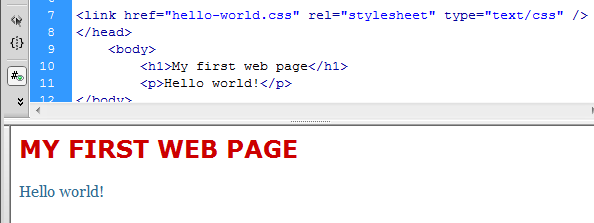 7 <link href="hello-world.css" rel="stylesheet" type="text/css" />
8 </head>
9 <body>
10 <h1>My first web page</h1>
11 <p>Hello world!</p>
12 </body>
MY FIRST WEB PAGE
Hello world!